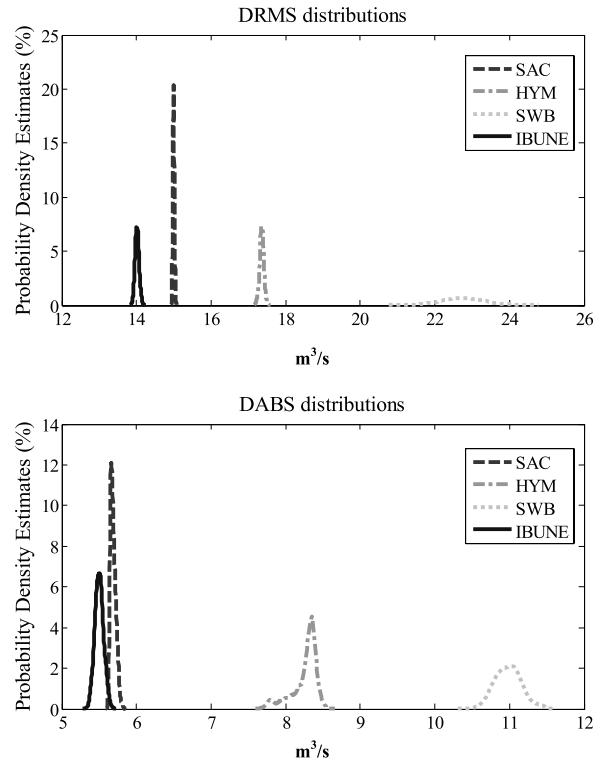 DRMS distributions
Probability Density Estimates (%)
25
20
15
10
5
0
SAC
HYM
SWB
IBUNE
12 14 16 18 20 22 24 26
m³/s
DABS distributions
Probability Density Estimates (%)
14
12
10
8
6
4
2
0
SAC
HYM
SWB
IBUNE
5 6 7 8 9 10 11 12
m³/s